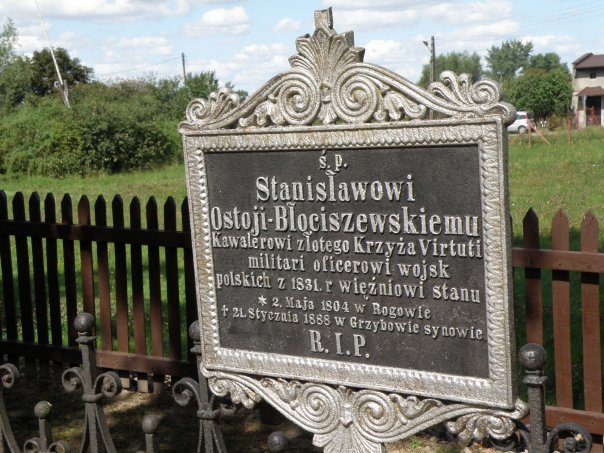 ś. p.
Stanisławowi
Ostoji-Błociszewskiemu
Kawalerowi złotego Krzyża Virtuti
militari oficerowi wojsk
polskich z 1831. r więźniowi stanu
* 2. Maja 1804 w Rogowie
† 21. Stycznia 1888 w Grzybowie synowie.
R. I. P.